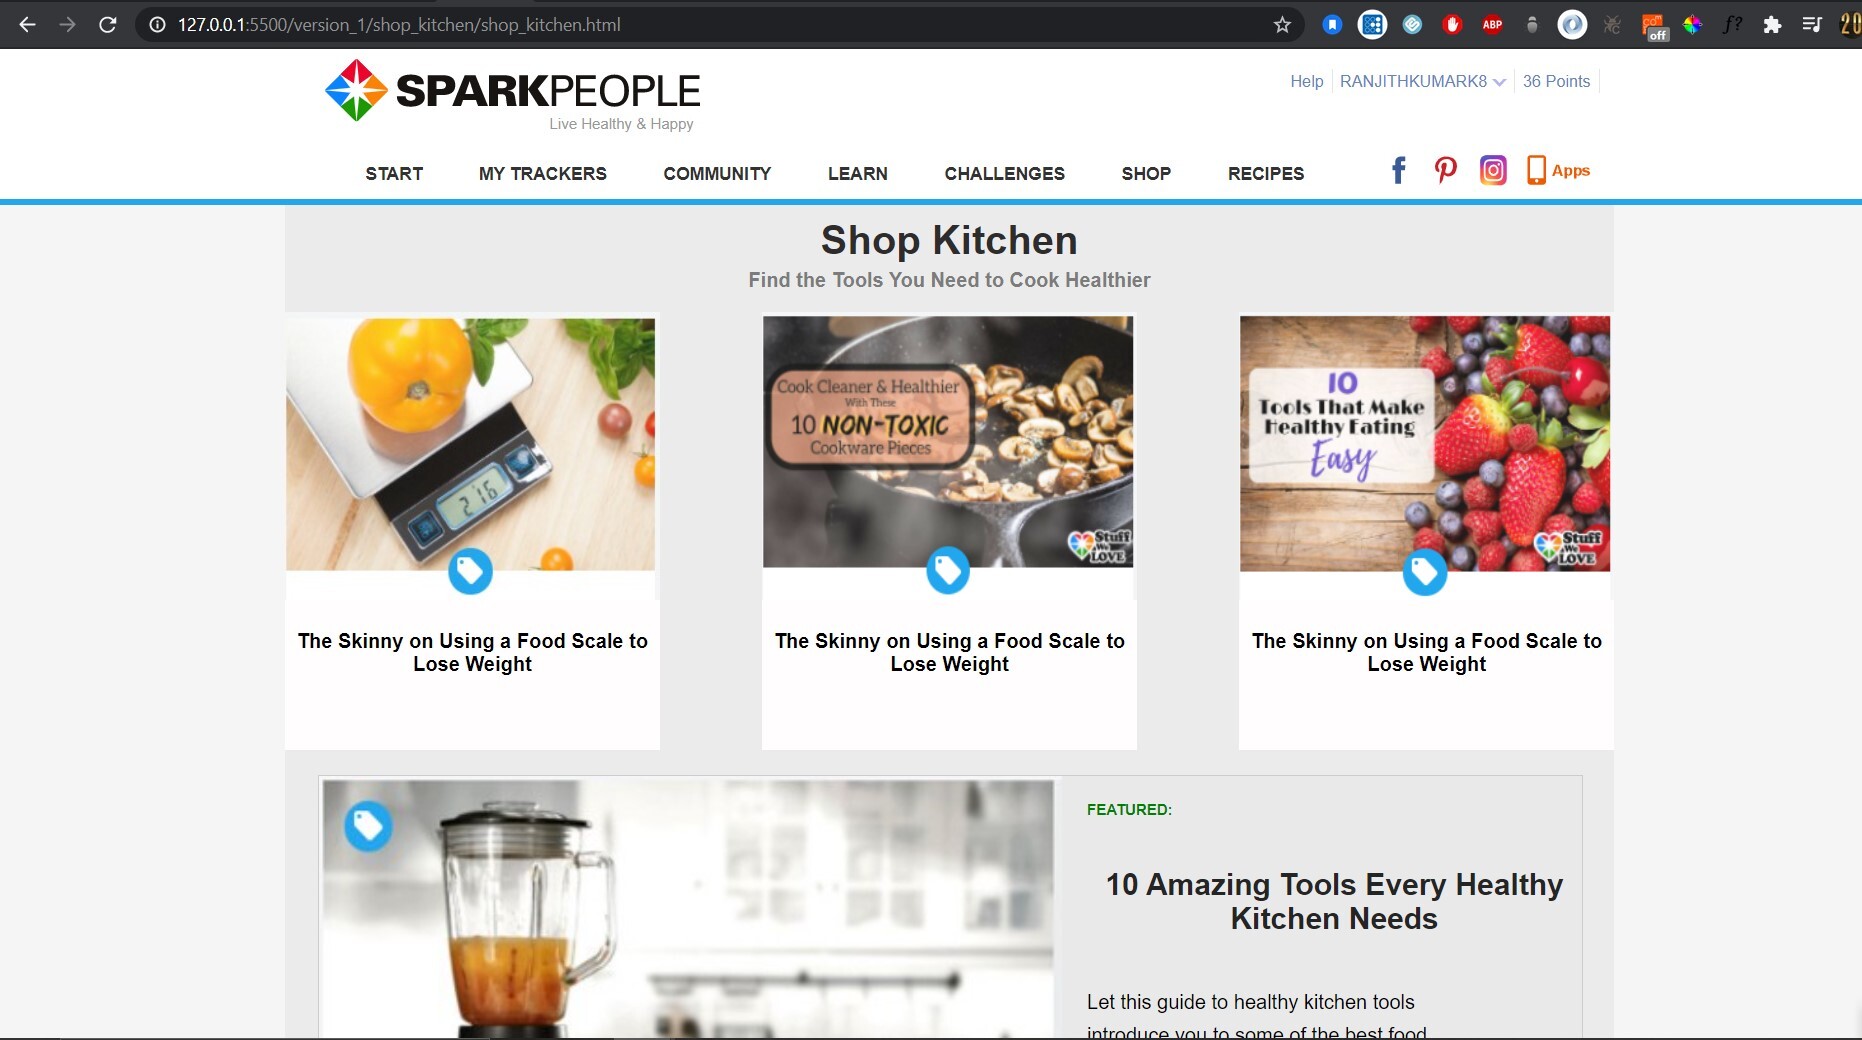 127.0.0.1:5500/version_1/shop_kitchen/shop_kitchen.html
ABP
off
f?
20
SPARKPEOPLE
Live Healthy & Happy
Help
RANJITHKUMARK8
36 Points
START
MY TRACKERS
COMMUNITY
LEARN
CHALLENGES
SHOP
RECIPES
Apps
Shop Kitchen
Find the Tools You Need to Cook Healthier
216
Cook Cleaner & Healthier
With These
10 NON-TOXIC
Cookware Pieces
Stuff
We
LOVE
10
Tools That Make
Healthy Eating
Easy
Stuff
We
LOVE
The Skinny on Using a Food Scale to
Lose Weight
The Skinny on Using a Food Scale to
Lose Weight
The Skinny on Using a Food Scale to
Lose Weight
FEATURED:
10 Amazing Tools Every Healthy
Kitchen Needs
Let this guide to healthy kitchen tools
introduce you to some of the best food